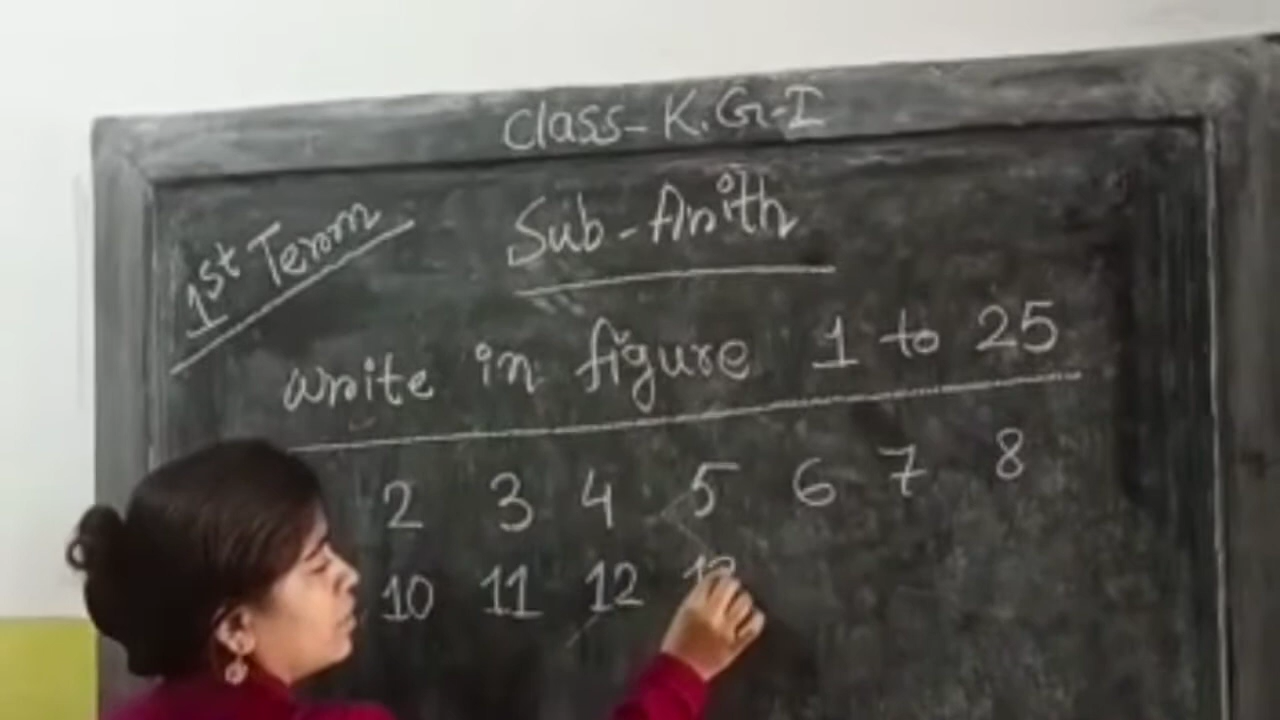 Class- K.G-I
1st Term
Sub - Arith
write in figure 1 to 25
2 3 4 5 6 7 8
10 11 12 13